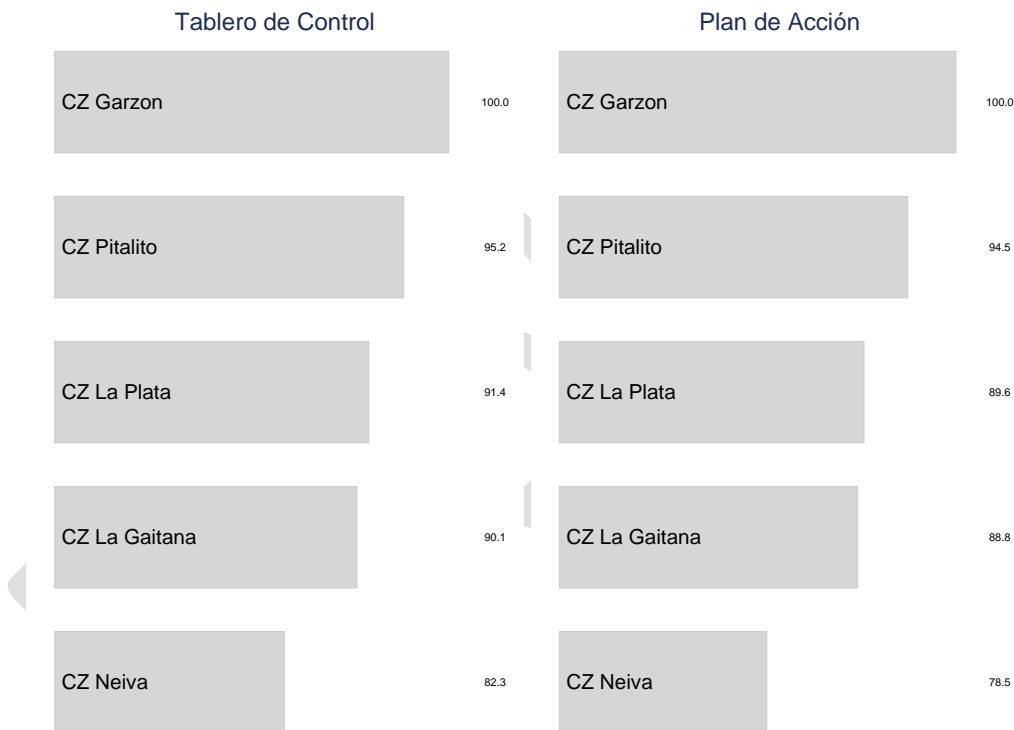 Tablero de Control
CZ Garzon 100.0
CZ Pitalito 95.2
CZ La Plata 91.4
CZ La Gaitana 90.1
CZ Neiva 82.3
Plan de Acción
CZ Garzon 100.0
CZ Pitalito 94.5
CZ La Plata 89.6
CZ La Gaitana 88.8
CZ Neiva 78.5